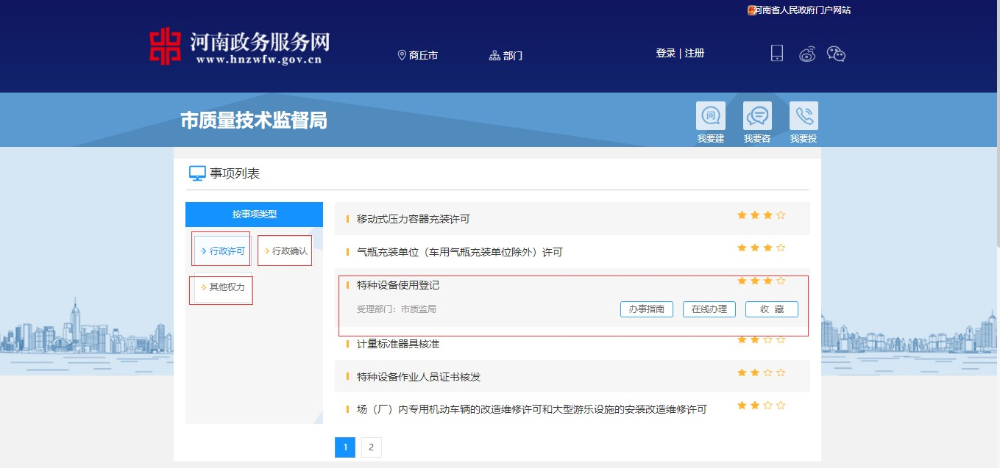 河南省人民政府门户网站
河南政务服务网
www.hnzwfw.gov.cn
商丘市
部门
登录 | 注册
市质量技术监督局
问
我要建
我要咨
我要投
事项列表
按事项类型
行政许可
行政确认
其他权力
移动式压力容器充装许可
气瓶充装单位（车用气瓶充装单位除外）许可
特种设备使用登记
受理部门：市质监局
办事指南
在线办理
收 藏
计量标准器具核准
特种设备作业人员证书核发
场（厂）内专用机动车辆的改造维修许可和大型游乐设施的安装改造维修许可
1
2